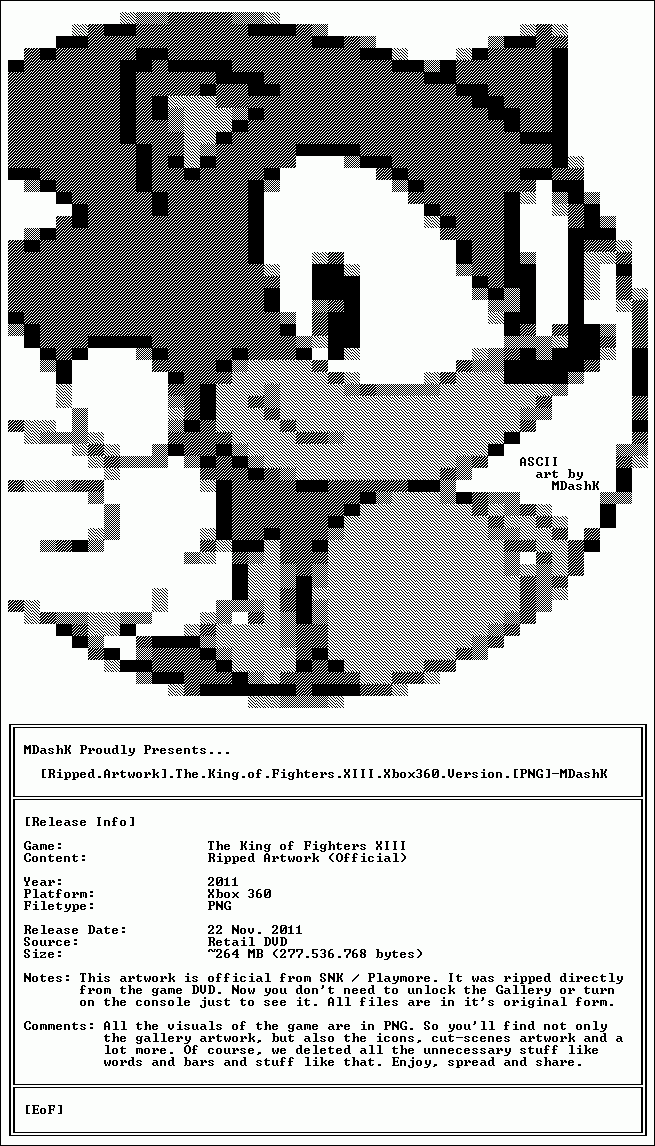 ASCII
art by
MDashK
MDashK Proudly Presents...
[Ripped.Artwork].The.King.of.Fighters.XIII.Xbox360.Version.[PNG]-MDashK
[Release Info]
Game: The King of Fighters XIII
Content: Ripped Artwork (Official)
Year: 2011
Platform: Xbox 360
Filetype: PNG
Release Date: 22 Nov. 2011
Source: Retail DVD
Size: ~264 MB (277.536.768 bytes)
Notes: This artwork is official from SNK / Playmore. It was ripped directly
from the game DVD. Now you don't need to unlock the Gallery or turn
on the console just to see it. All files are in it's original form.
Comments: All the visuals of the game are in PNG. So you'll find not only
the gallery artwork, but also the icons, cut-scenes artwork and a
lot more. Of course, we deleted all the unnecessary stuff like
words and bars and stuff like that. Enjoy, spread and share.
[EoF]